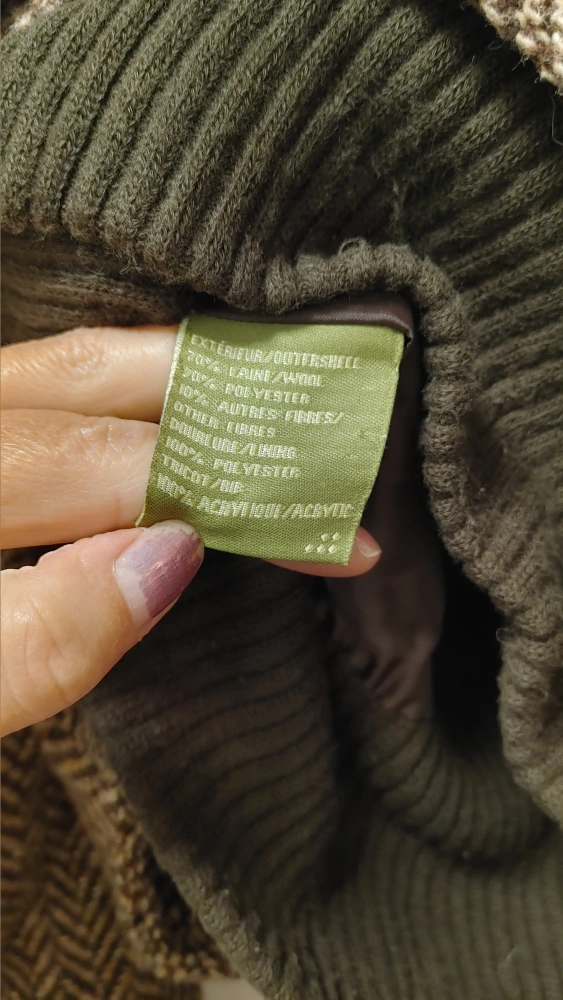 EXTÉRIEUR/OUTERSHELL
70% LAINE/WOOL
20% POLYESTER
10% AUTRES FIBRES/
OTHER FIBRES
DOUBLURE/LINING
100% POLYESTER
TRICOT/RIB
100% ACRYLIQUE/ACRYLIC